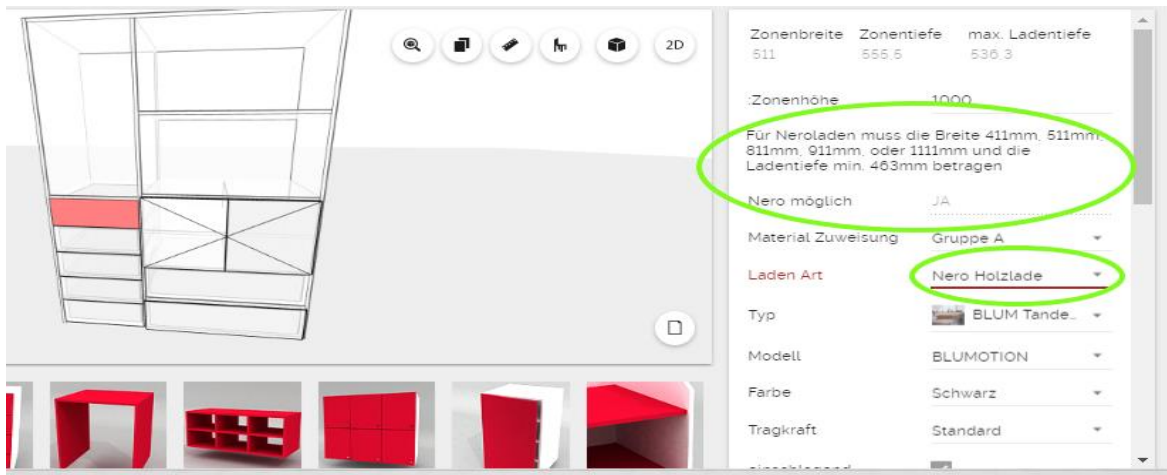 2D
Zonenbreite Zonentiefe max. Ladentiefe
511 555,5 536,3
:Zonenhöhe 1000
Für Neroladen muss die Breite 411mm, 511mm,
811mm, 911mm, oder 1111mm und die
Ladentiefe min. 463mm betragen
Nero möglich JA
Material Zuweisung Gruppe A
Laden Art Nero Holzlade
Typ BLUM Tande...
Modell BLUMOTION
Farbe Schwarz
Tragkraft Standard
einschlagend